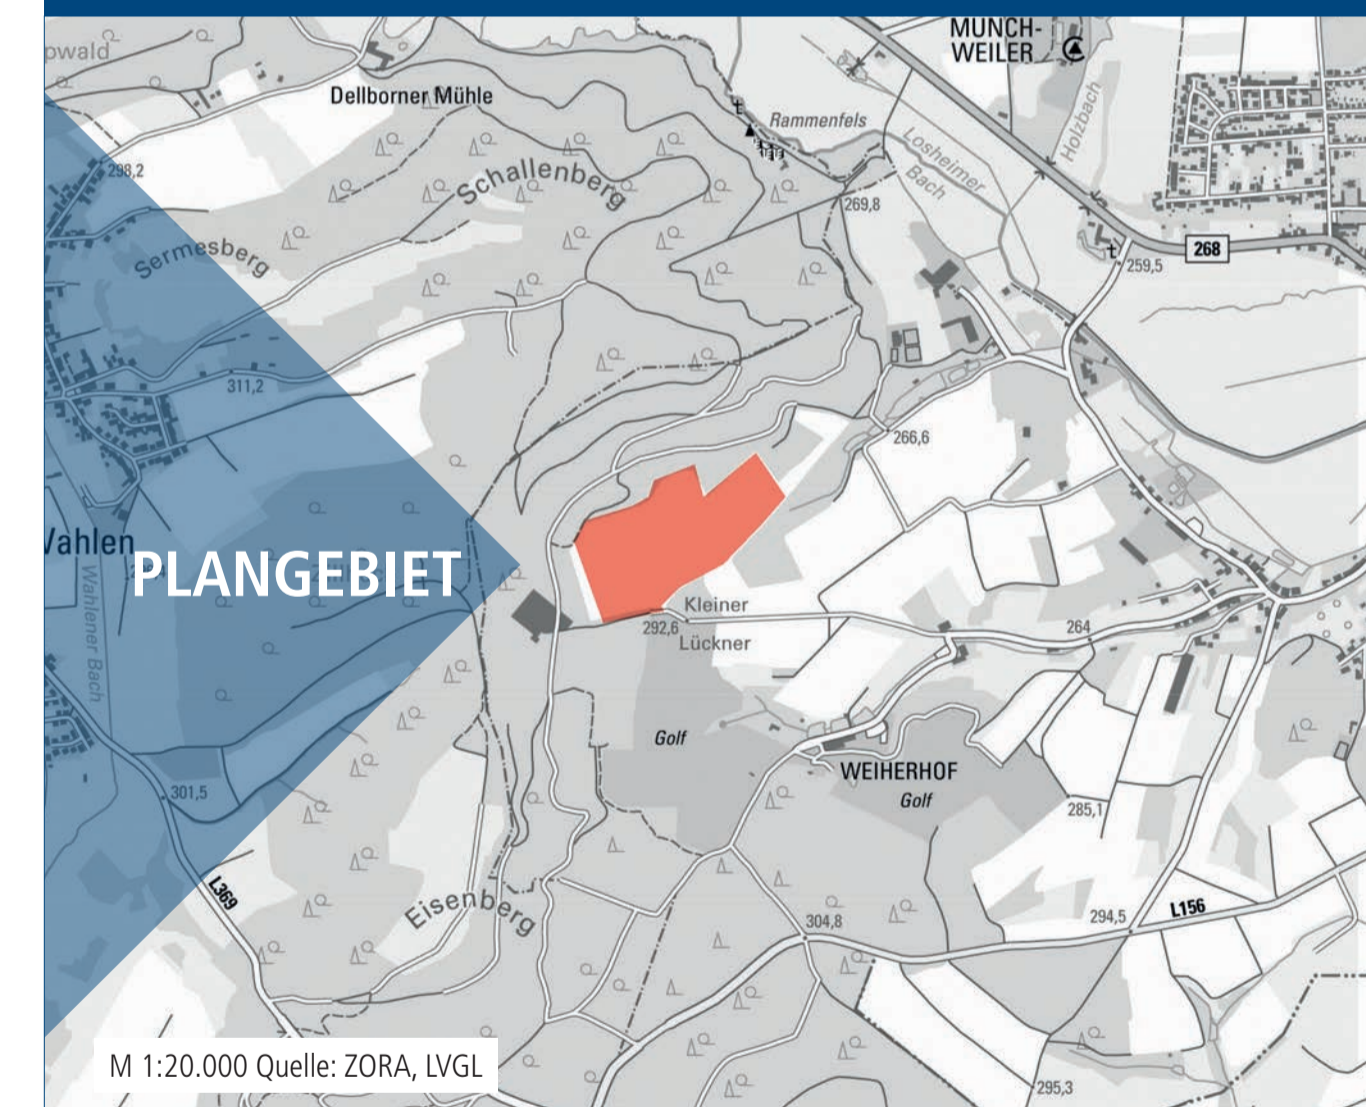 MÜNCH-
WEILER
pwald
Dellborner Mühle
Rammenfels
Holzbach
Losheimer
Bach
298,2
Schallenberg
269,8
268
259,5
Sermesberg
311,2
266,6
Wahlen
PLANGEBIET
Wahlener Bach
Kleiner
292,6
Lückner
264
Golf
WEIHERHOF
Golf
301,5
285,1
L369
Eisenberg
304,8
294,5
L156
M 1:20.000 Quelle: ZORA, LVGL
295,3